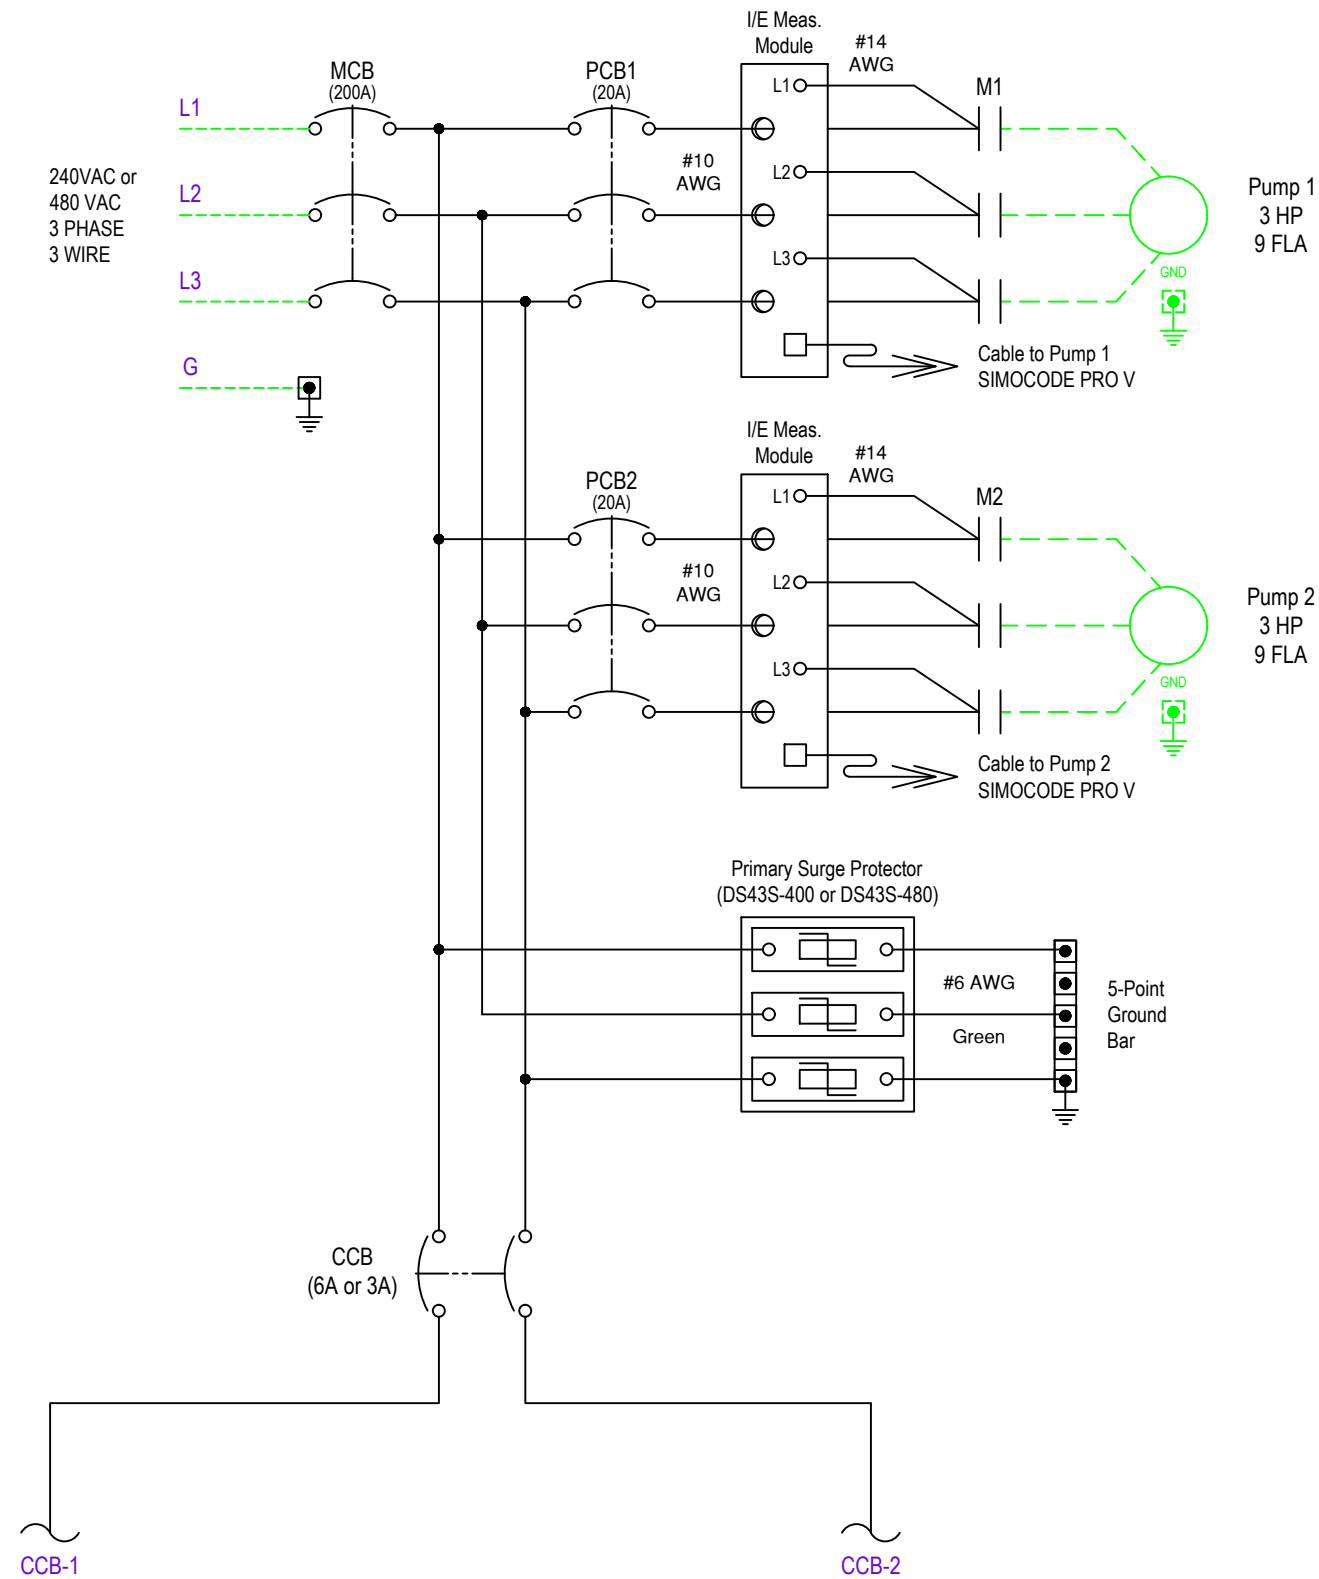 I/E Meas.
Module
#14
AWG
MCB
(200A)
PCB1
(20A)
L1
L1
M1
240VAC or
480 VAC
3 PHASE
3 WIRE
#10
AWG
L2
L2
Pump 1
3 HP
9 FLA
L3
L3
GND
G
Cable to Pump 1
SIMOCODE PRO V
I/E Meas.
Module
#14
AWG
PCB2
(20A)
L1
M2
#10
AWG
L2
Pump 2
3 HP
9 FLA
L3
GND
Cable to Pump 2
SIMOCODE PRO V
Primary Surge Protector
(DS43S-400 or DS43S-480)
#6 AWG
Green
5-Point
Ground
Bar
CCB
(6A or 3A)
CCB-1
CCB-2